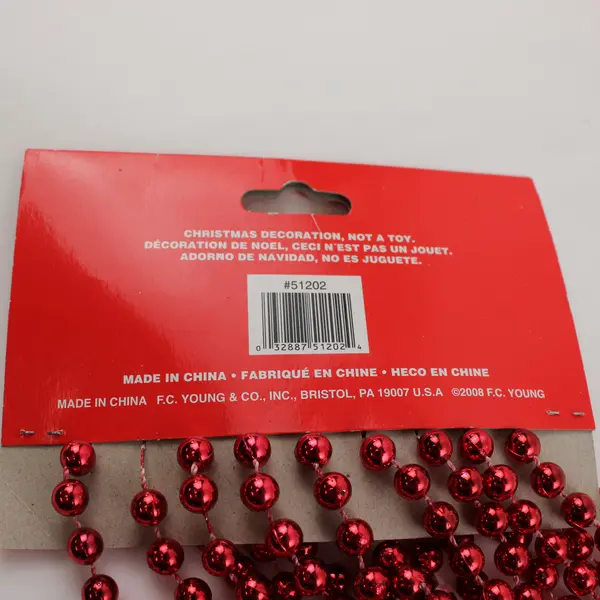 CHRISTMAS DECORATION, NOT A TOY.
DÉCORATION DE NOEL, CECI N'EST PAS UN JOUET.
ADORNO DE NAVIDAD, NO ES JUGUETE.
#51202
0 32887 51202 4
MADE IN CHINA • FABRIQUÉ EN CHINE • HECO EN CHINE
MADE IN CHINA F.C. YOUNG & CO., INC., BRISTOL, PA 19007 U.S.A ©2008 F.C. YOUNG